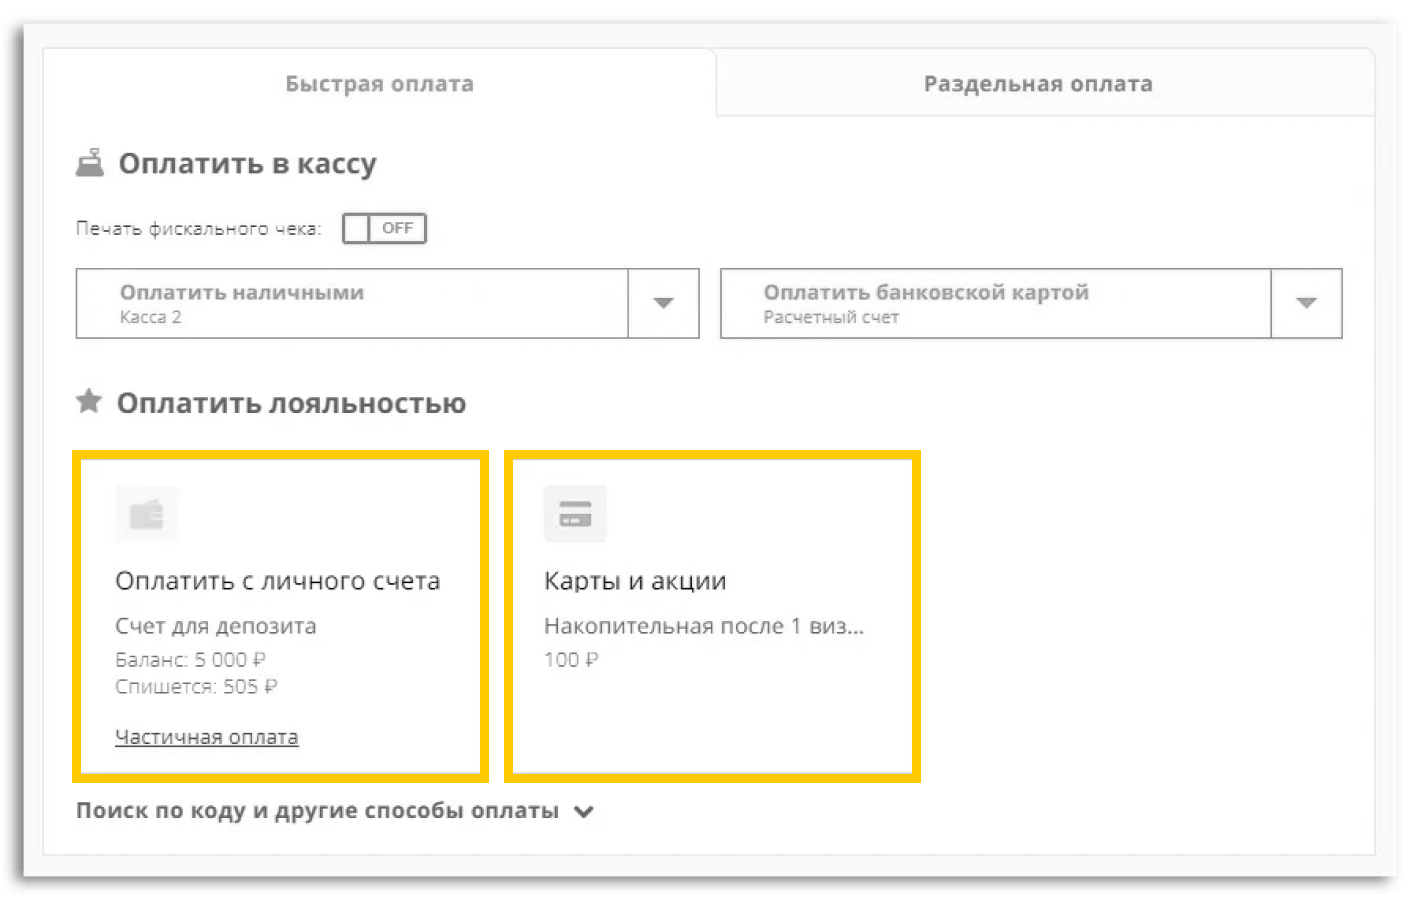 Быстрая оплата
Раздельная оплата
Оплатить в кассу
Печать фискального чека: OFF
Оплатить наличными
Касса 2
Оплатить банковской картой
Расчетный счет
Оплатить лояльностью
Оплатить с личного счета
Счет для депозита
Баланс: 5 000 ₽
Спишется: 505 ₽
Частичная оплата
Карты и акции
Накопительная после 1 виз...
100 ₽
Поиск по коду и другие способы оплаты